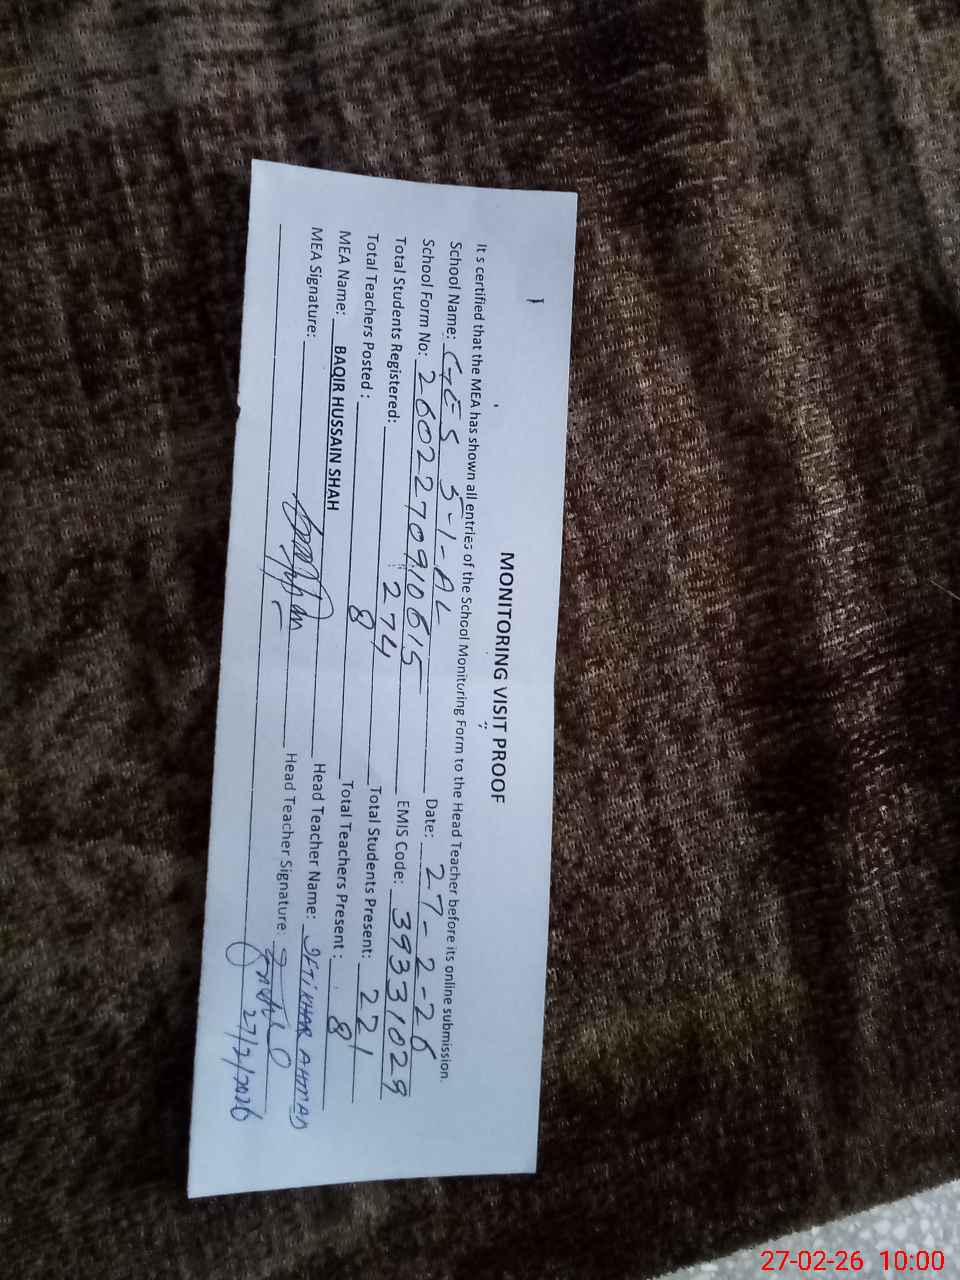 MONITORING VISIT PROOF
It s certified that the MEA has shown all entries of the School Monitoring Form to the Head Teacher before its online submission.
School Name: GES 5-1-AL Date: 27-2-26
School Form No: 2602270910615 EMIS Code: 39331029
Total Students Registered: 274 Total Students Present: 221
Total Teachers Posted : 8 Total Teachers Present : 8
MEA Name: BAQIR HUSSAIN SHAH Head Teacher Name: IFTIKHAR AHMAD
MEA Signature: Head Teacher Signature:
27/2/2026
27-02-26 10:00